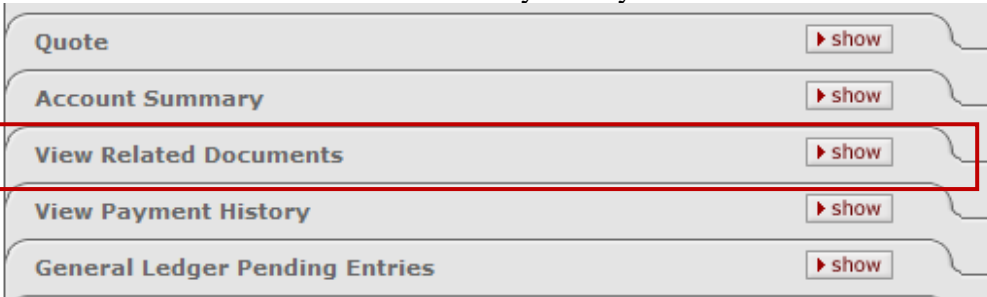 Quote show
Account Summary show
View Related Documents show
View Payment History show
General Ledger Pending Entries show